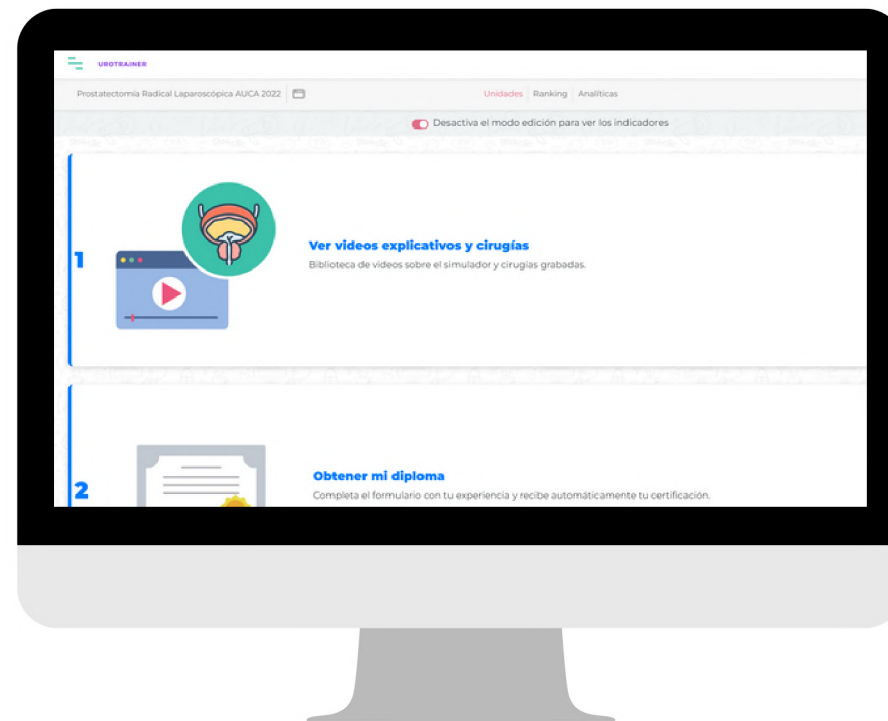 UROTRAINER
Prostatectomía Radical Laparoscópica AUCA 2022
Unidades Ranking Analíticas
Desactiva el modo edición para ver los indicadores
1
Ver videos explicativos y cirugías
Biblioteca de videos sobre el simulador y cirugías grabadas.
2
Obtener mi diploma
Completa el formulario con tu experiencia y recibe automáticamente tu certificación.